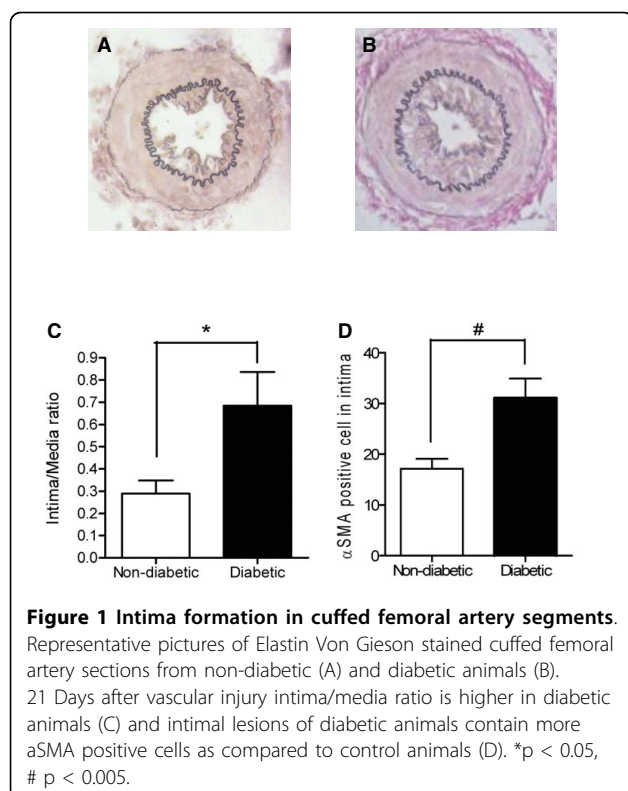 A
B
C
*
Intima/Media ratio
0.9
0.8
0.7
0.6
0.5
0.4
0.3
0.2
0.1
0.0
Non-diabetic
Diabetic
D
#
αSMA positive cell in intima
40
30
20
10
0
Non-diabetic
Diabetic
Figure 1 Intima formation in cuffed femoral artery segments.
Representative pictures of Elastin Von Gieson stained cuffed femoral
artery sections from non-diabetic (A) and diabetic animals (B).
21 Days after vascular injury intima/media ratio is higher in diabetic
animals (C) and intimal lesions of diabetic animals contain more
aSMA positive cells as compared to control animals (D). *p < 0.05,
# p < 0.005.